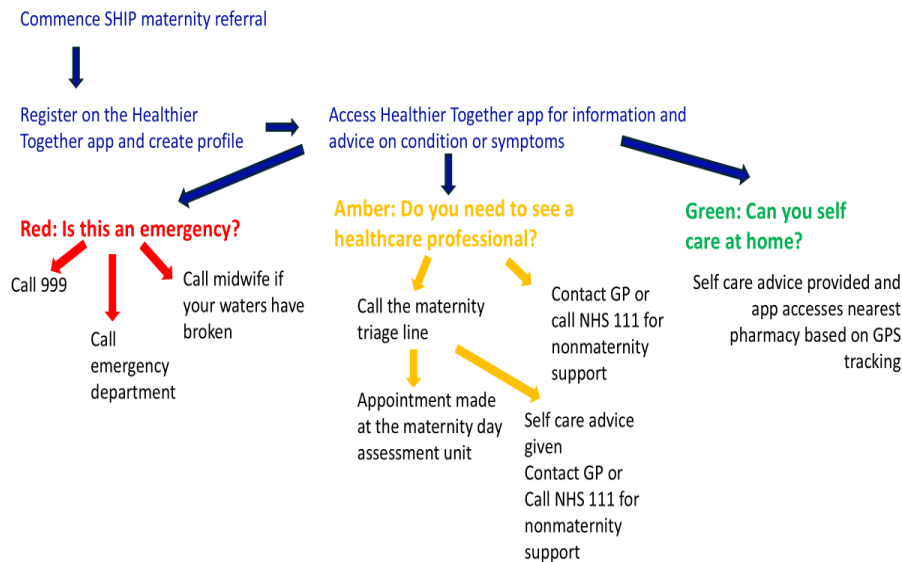 Commence SHIP maternity referral
Register on the Healthier
Together app and create profile
Access Healthier Together app for information and
advice on condition or symptoms
Red: Is this an emergency?
Call 999
Call
emergency
department
Call midwife if
your waters have
broken
Amber: Do you need to see a
healthcare professional?
Call the maternity
triage line
Contact GP or
call NHS 111 for
nonmaternity
support
Appointment made
at the maternity day
assessment unit
Self care advice
given
Contact GP or
Call NHS 111 for
nonmaternity
support
Green: Can you self
care at home?
Self care advice provided and
app accesses nearest
pharmacy based on GPS
tracking